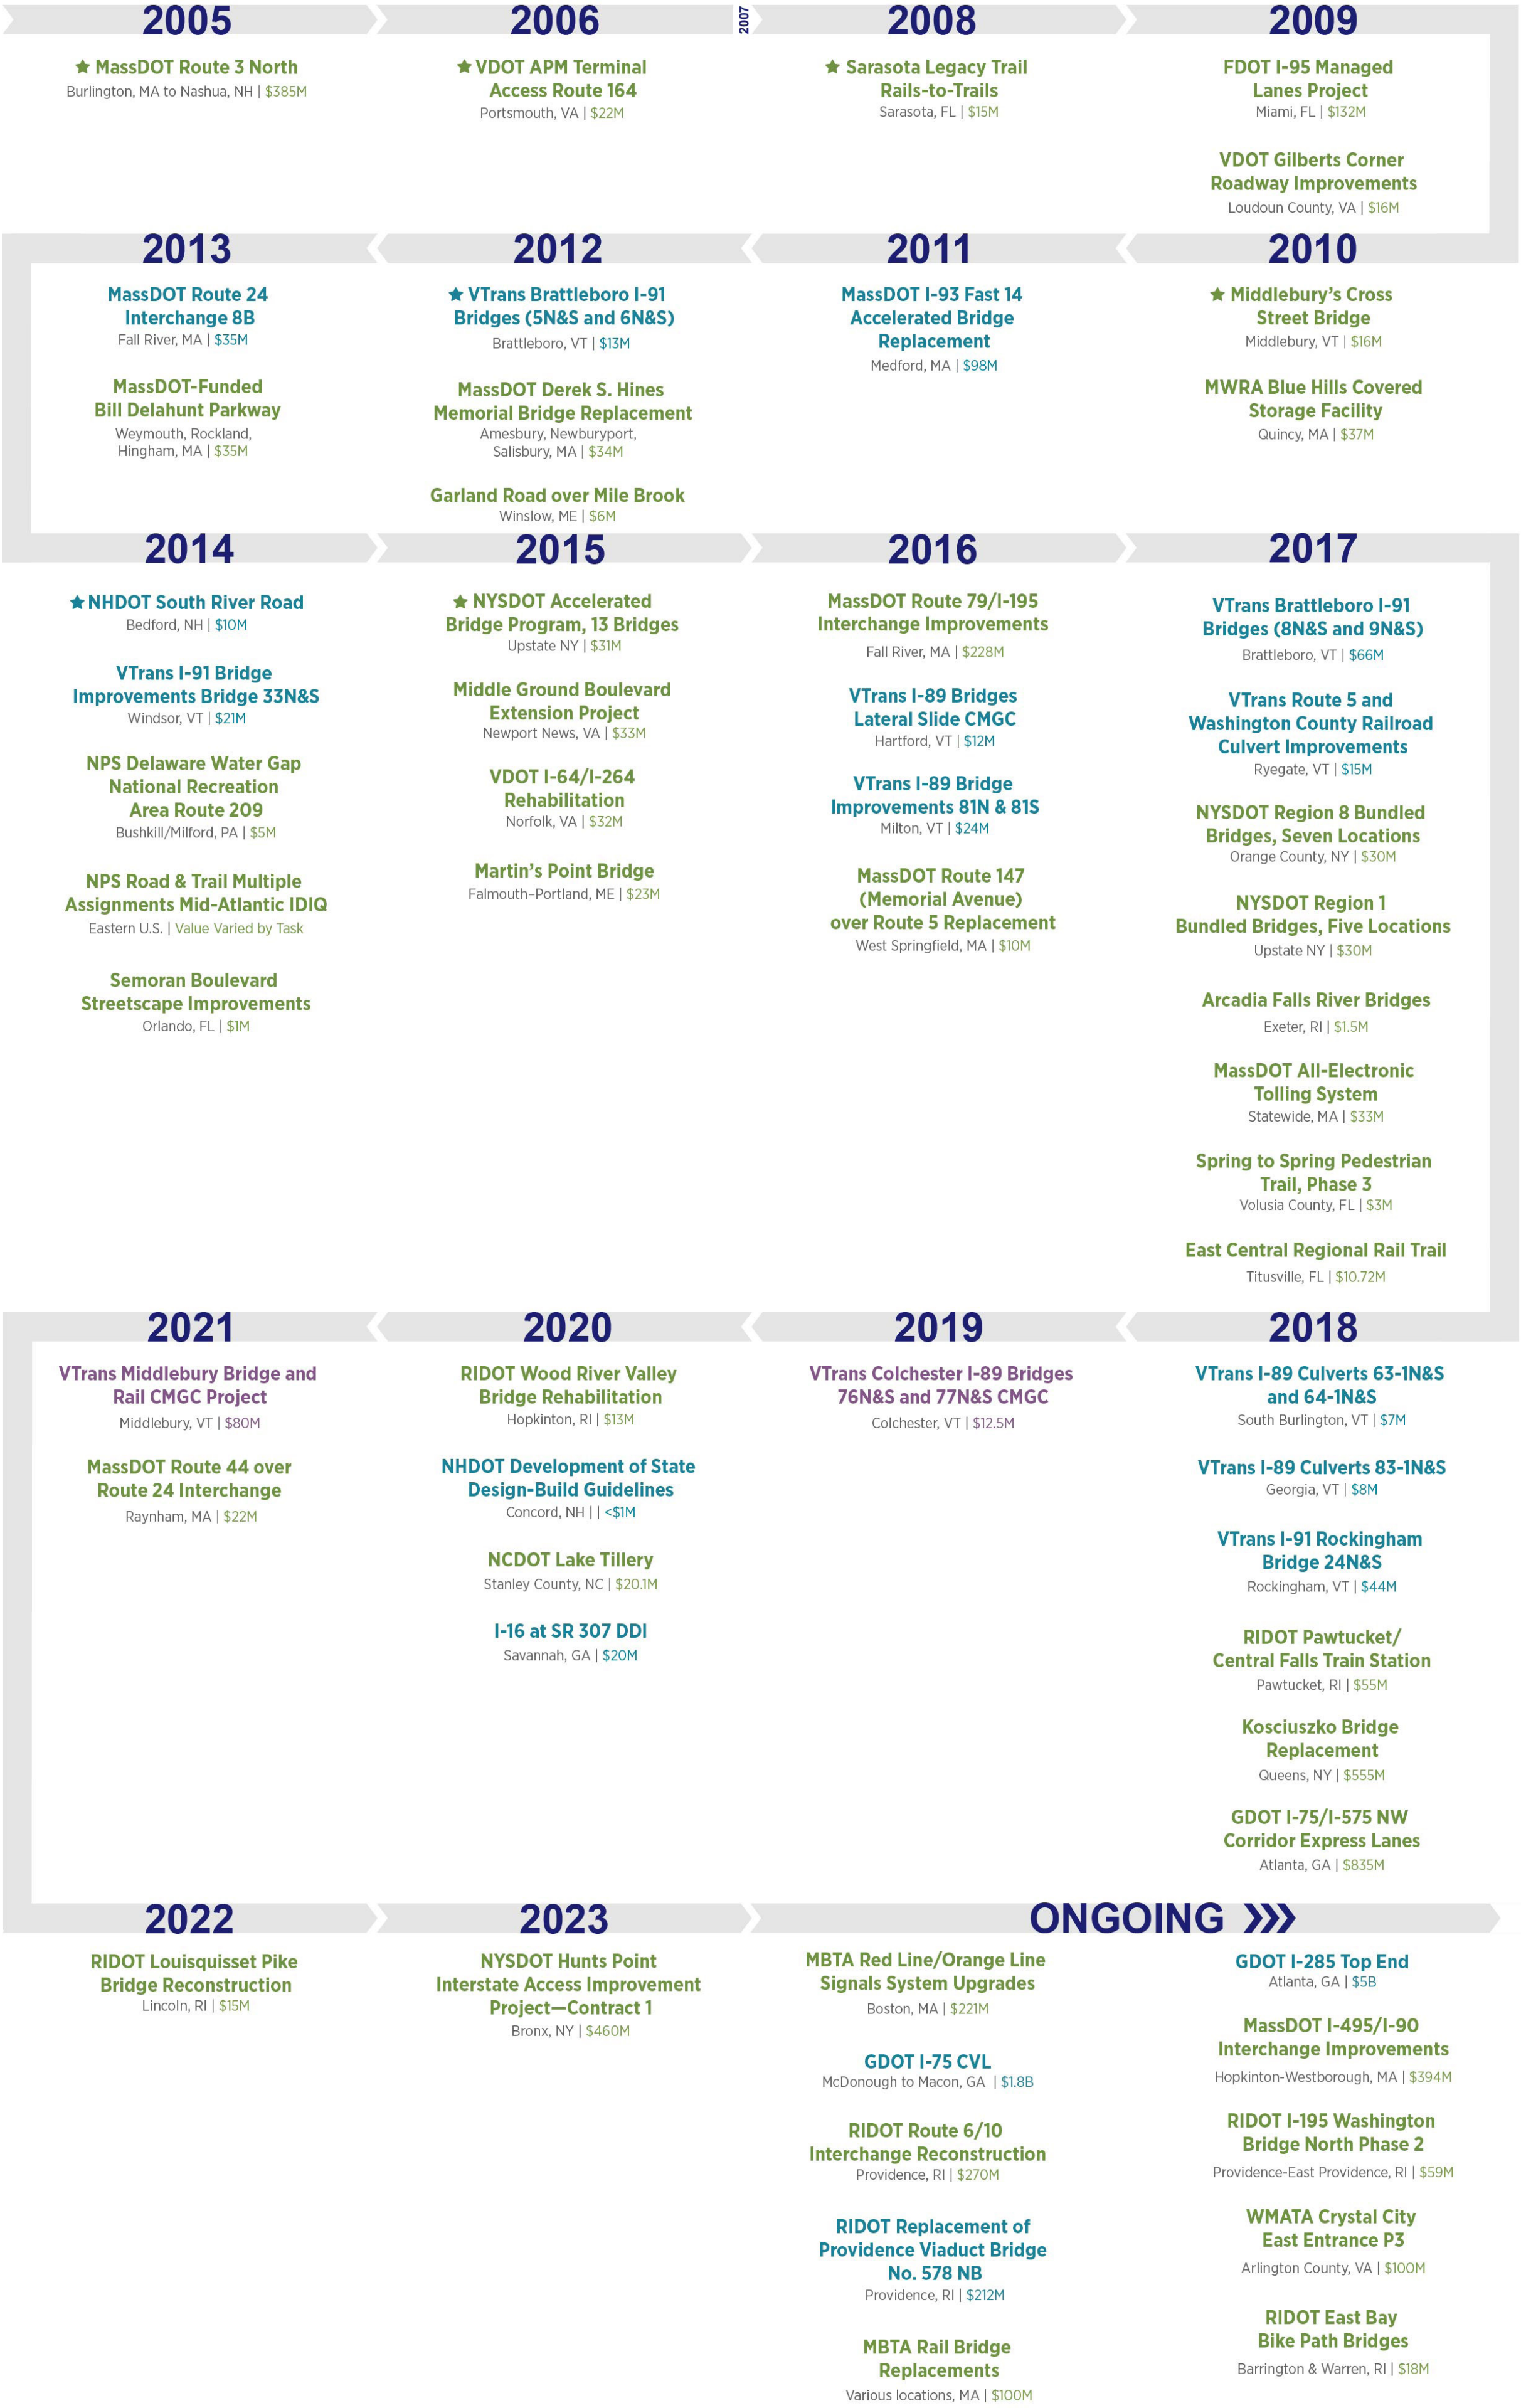 2005
★ MassDOT Route 3 North
Burlington, MA to Nashua, NH | $385M
2006
★ VDOT APM Terminal
Access Route 164
Portsmouth, VA | $22M
2007
2008
★ Sarasota Legacy Trail
Rails-to-Trails
Sarasota, FL | $15M
2009
FDOT I-95 Managed
Lanes Project
Miami, FL | $132M
VDOT Gilberts Corner
Roadway Improvements
Loudoun County, VA | $16M
2010
★ Middlebury’s Cross
Street Bridge
Middlebury, VT | $16M
MWRA Blue Hills Covered
Storage Facility
Quincy, MA | $37M
2011
MassDOT I-93 Fast 14
Accelerated Bridge
Replacement
Medford, MA | $98M
2012
★ VTrans Brattleboro I-91
Bridges (5N&S and 6N&S)
Brattleboro, VT | $13M
MassDOT Derek S. Hines
Memorial Bridge Replacement
Amesbury, Newburyport,
Salisbury, MA | $34M
Garland Road over Mile Brook
Winslow, ME | $6M
2013
MassDOT Route 24
Interchange 8B
Fall River, MA | $35M
MassDOT-Funded
Bill Delahunt Parkway
Weymouth, Rockland,
Hingham, MA | $35M
2014
★ NHDOT South River Road
Bedford, NH | $10M
VTrans I-91 Bridge
Improvements Bridge 33N&S
Windsor, VT | $21M
NPS Delaware Water Gap
National Recreation
Area Route 209
Bushkill/Milford, PA | $5M
NPS Road & Trail Multiple
Assignments Mid-Atlantic IDIQ
Eastern U.S. | Value Varied by Task
Semoran Boulevard
Streetscape Improvements
Orlando, FL | $1M
2015
★ NYSDOT Accelerated
Bridge Program, 13 Bridges
Upstate NY | $31M
Middle Ground Boulevard
Extension Project
Newport News, VA | $33M
VDOT I-64/I-264
Rehabilitation
Norfolk, VA | $32M
Martin’s Point Bridge
Falmouth–Portland, ME | $23M
2016
MassDOT Route 79/I-195
Interchange Improvements
Fall River, MA | $228M
VTrans I-89 Bridges
Lateral Slide CMGC
Hartford, VT | $12M
VTrans I-89 Bridge
Improvements 81N & 81S
Milton, VT | $24M
MassDOT Route 147
(Memorial Avenue)
over Route 5 Replacement
West Springfield, MA | $10M
2017
VTrans Brattleboro I-91
Bridges (8N&S and 9N&S)
Brattleboro, VT | $66M
VTrans Route 5 and
Washington County Railroad
Culvert Improvements
Ryegate, VT | $15M
NYSDOT Region 8 Bundled
Bridges, Seven Locations
Orange County, NY | $30M
NYSDOT Region 1
Bundled Bridges, Five Locations
Upstate NY | $30M
Arcadia Falls River Bridges
Exeter, RI | $1.5M
MassDOT All-Electronic
Tolling System
Statewide, MA | $33M
Spring to Spring Pedestrian
Trail, Phase 3
Volusia County, FL | $3M
East Central Regional Rail Trail
Titusville, FL | $10.72M
2018
VTrans I-89 Culverts 63-1N&S
and 64-1N&S
South Burlington, VT | $7M
VTrans I-89 Culverts 83-1N&S
Georgia, VT | $8M
VTrans I-91 Rockingham
Bridge 24N&S
Rockingham, VT | $44M
RIDOT Pawtucket/
Central Falls Train Station
Pawtucket, RI | $55M
Kosciuszko Bridge
Replacement
Queens, NY | $555M
GDOT I-75/I-575 NW
Corridor Express Lanes
Atlanta, GA | $835M
2019
VTrans Colchester I-89 Bridges
76N&S and 77N&S CMGC
Colchester, VT | $12.5M
2020
RIDOT Wood River Valley
Bridge Rehabilitation
Hopkinton, RI | $13M
NHDOT Development of State
Design-Build Guidelines
Concord, NH | | <$1M
NCDOT Lake Tillery
Stanley County, NC | $20.1M
I-16 at SR 307 DDI
Savannah, GA | $20M
2021
VTrans Middlebury Bridge and
Rail CMGC Project
Middlebury, VT | $80M
MassDOT Route 44 over
Route 24 Interchange
Raynham, MA | $22M
2022
RIDOT Louisquisset Pike
Bridge Reconstruction
Lincoln, RI | $15M
2023
NYSDOT Hunts Point
Interstate Access Improvement
Project—Contract 1
Bronx, NY | $460M
ONGOING
MBTA Red Line/Orange Line
Signals System Upgrades
Boston, MA | $221M
GDOT I-75 CVL
McDonough to Macon, GA | $1.8B
RIDOT Route 6/10
Interchange Reconstruction
Providence, RI | $270M
RIDOT Replacement of
Providence Viaduct Bridge
No. 578 NB
Providence, RI | $212M
MBTA Rail Bridge
Replacements
Various locations, MA | $100M
GDOT I-285 Top End
Atlanta, GA | $5B
MassDOT I-495/I-90
Interchange Improvements
Hopkinton-Westborough, MA | $394M
RIDOT I-195 Washington
Bridge North Phase 2
Providence-East Providence, RI | $59M
WMATA Crystal City
East Entrance P3
Arlington County, VA | $100M
RIDOT East Bay
Bike Path Bridges
Barrington & Warren, RI | $18M